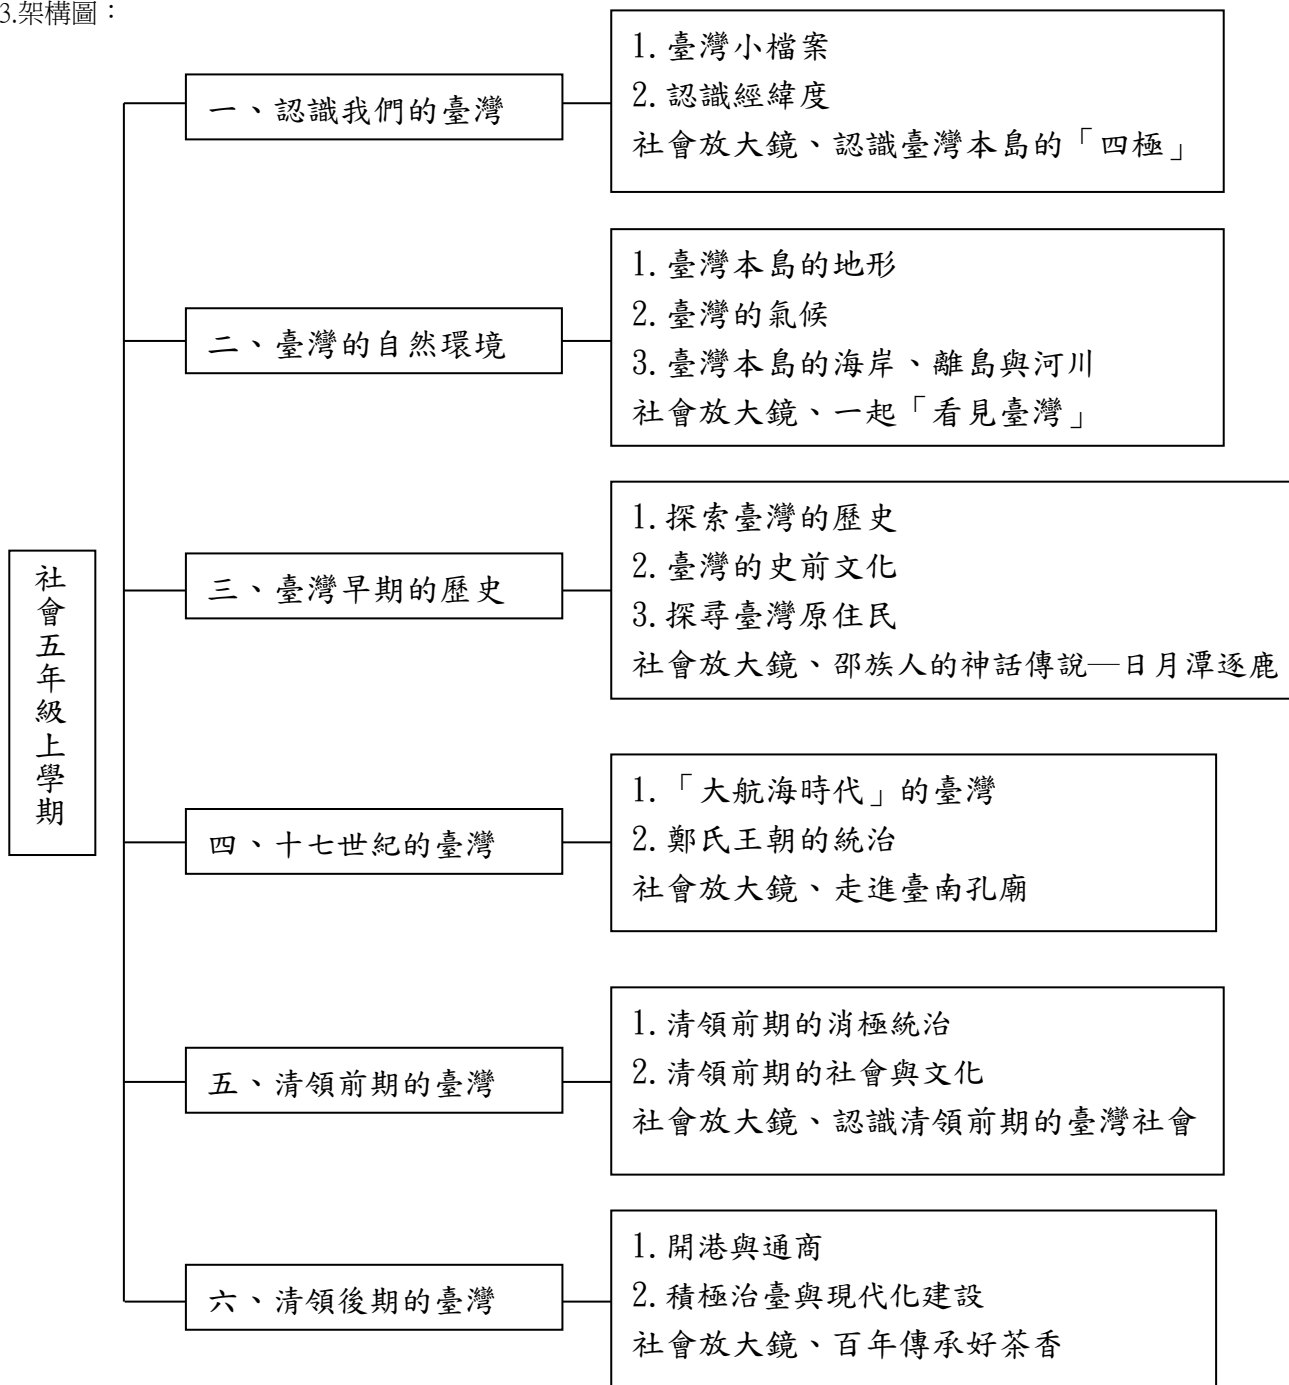 3.架構圖：
社會五年級上學期
一、認識我們的臺灣
1.臺灣小檔案
2.認識經緯度
社會放大鏡、認識臺灣本島的「四極」
二、臺灣的自然環境
1.臺灣本島的地形
2.臺灣的氣候
3.臺灣本島的海岸、離島與河川
社會放大鏡、一起「看見臺灣」
三、臺灣早期的歷史
1.探索臺灣的歷史
2.臺灣的史前文化
3.探尋臺灣原住民
社會放大鏡、邵族人的神話傳說─日月潭逐鹿
四、十七世紀的臺灣
1.「大航海時代」的臺灣
2.鄭氏王朝的統治
社會放大鏡、走進臺南孔廟
五、清領前期的臺灣
1.清領前期的消極統治
2.清領前期的社會與文化
社會放大鏡、認識清領前期的臺灣社會
六、清領後期的臺灣
1.開港與通商
2.積極治臺與現代化建設
社會放大鏡、百年傳承好茶香